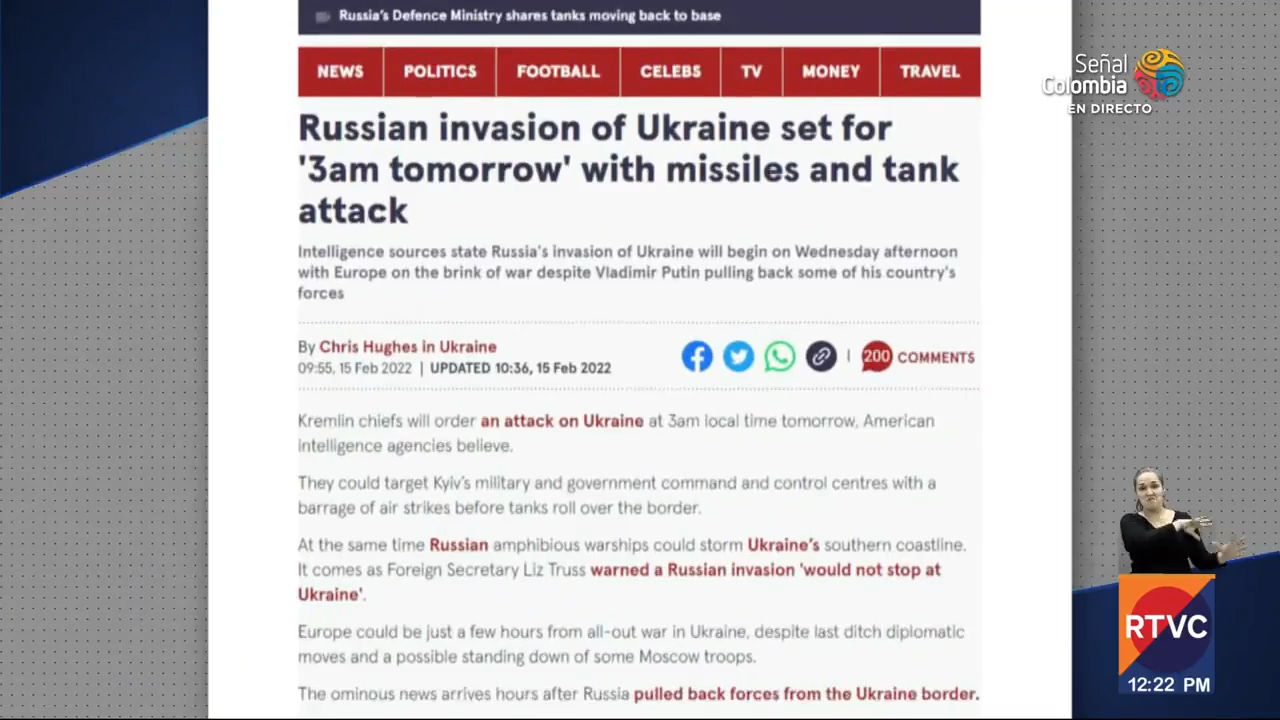 Russia's Defence Ministry shares tanks moving back to base
NEWS POLITICS FOOTBALL CELEBS TV MONEY TRAVEL
Señal
Colombia
EN DIRECTO
Russian invasion of Ukraine set for
'3am tomorrow' with missiles and tank
attack
Intelligence sources state Russia's invasion of Ukraine will begin on Wednesday afternoon
with Europe on the brink of war despite Vladimir Putin pulling back some of his country's
forces
By Chris Hughes in Ukraine
09:55, 15 Feb 2022 | UPDATED 10:36, 15 Feb 2022
200 COMMENTS
Kremlin chiefs will order an attack on Ukraine at 3am local time tomorrow, American
intelligence agencies believe.
They could target Kyiv's military and government command and control centres with a
barrage of air strikes before tanks roll over the border.
At the same time Russian amphibious warships could storm Ukraine's southern coastline.
It comes as Foreign Secretary Liz Truss warned a Russian invasion 'would not stop at
Ukraine'.
Europe could be just a few hours from all-out war in Ukraine, despite last ditch diplomatic
moves and a possible standing down of some Moscow troops.
The ominous news arrives hours after Russia pulled back forces from the Ukraine border.
RTVC
12:22 PM